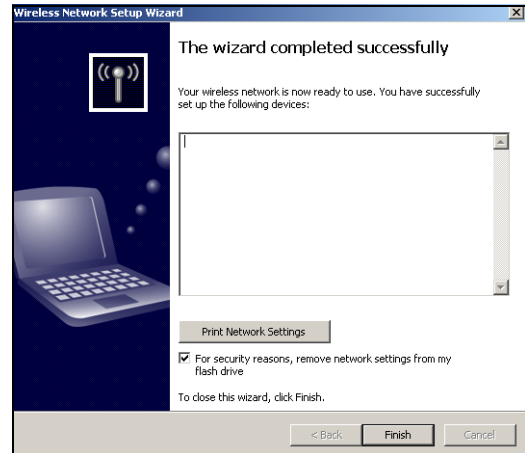 Wireless Network Setup Wizard
The wizard completed successfully
Your wireless network is now ready to use. You have successfully
set up the following devices:
Print Network Settings
For security reasons, remove network settings from my
flash drive
To close this wizard, click Finish.
< Back
Finish
Cancel